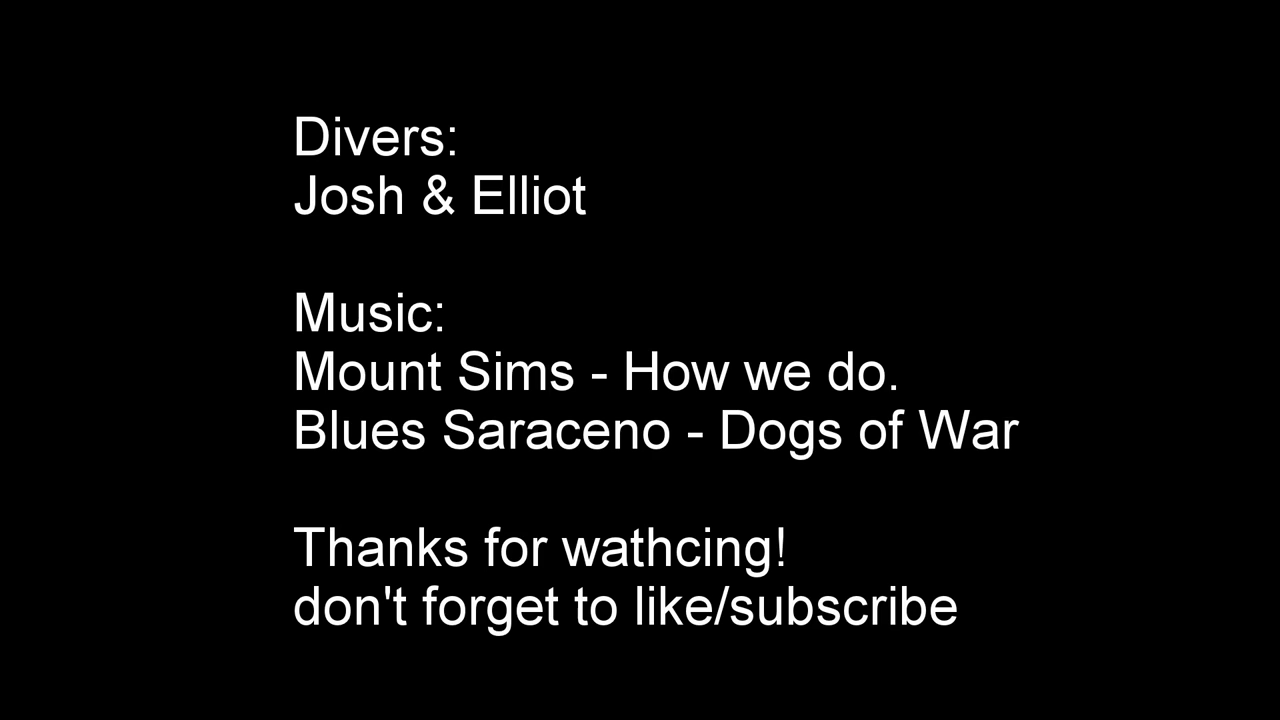 Divers:
Josh & Elliot
Music:
Mount Sims - How we do.
Blues Saraceno - Dogs of War
Thanks for wathcing!
don't forget to like/subscribe